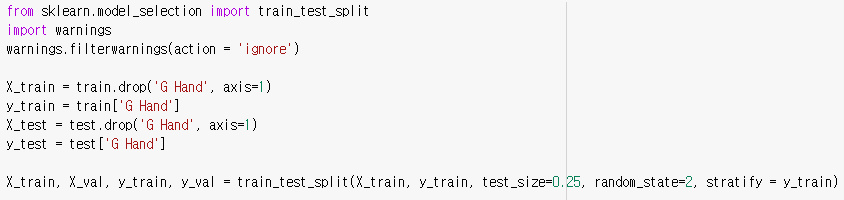 from sklearn.model_selection import train_test_split
import warnings
warnings.filterwarnings(action = 'ignore')
X_train = train.drop('G Hand', axis=1)
y_train = train['G Hand']
X_test = test.drop('G Hand', axis=1)
y_test = test['G Hand']
X_train, X_val, y_train, y_val = train_test_split(X_train, y_train, test_size=0.25, random_state=2, stratify = y_train)